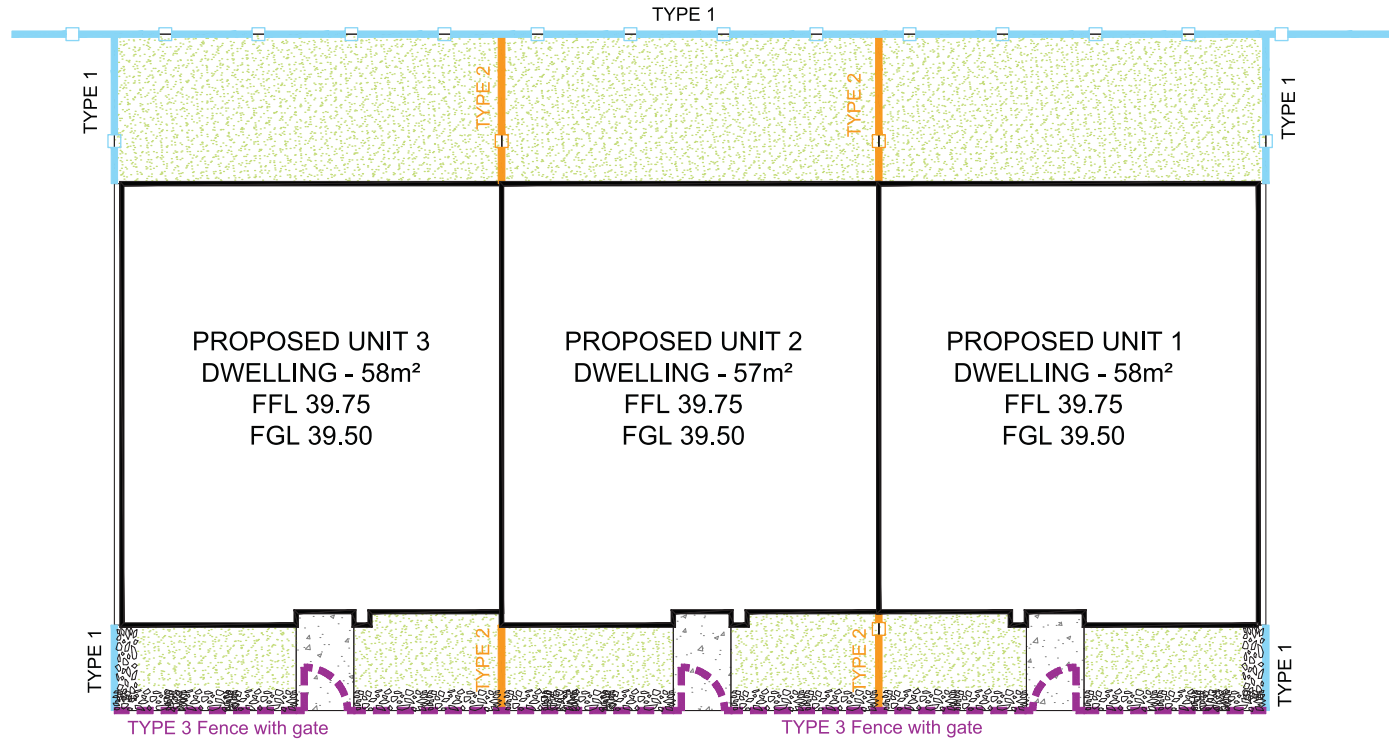 TYPE 1
TYPE 1
TYPE 2
TYPE 2
TYPE 1
PROPOSED UNIT 3
DWELLING - 58m²
FFL 39.75
FGL 39.50
PROPOSED UNIT 2
DWELLING - 57m²
FFL 39.75
FGL 39.50
PROPOSED UNIT 1
DWELLING - 58m²
FFL 39.75
FGL 39.50
TYPE 1
TYPE 2
TYPE 2
TYPE 1
TYPE 3 Fence with gate
TYPE 3 Fence with gate